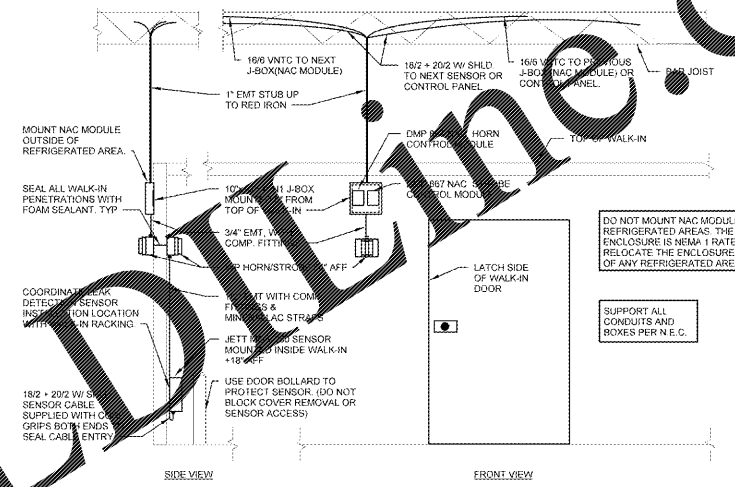 16/6 VNTC TO NEXT
J-BOX(NAC MODULE)
18/2 + 20/2 W/ SHLD.
TO NEXT SENSOR OR
CONTROL PANEL
16/6 VNTC TO PREVIOUS
J-BOX (NAC MODULE) OR
CONTROL PANEL.
BAR JOIST
1" EMT STUB UP
TO RED IRON
MOUNT NAC MODULE
OUTSIDE OF
REFRIGERATED AREA.
DMP HORN
CONTROL MODULE
TOP OF WALK-IN
SEAL ALL WALK-IN
PENETRATIONS WITH
FOAM SEALANT. TYP
J-BOX
FROM
TOP OF WALK-IN
867 NAC STROBE
CONTROL MODULE
3/4" EMT,
COMP. FITTINGS
HORN/STROBE AFF
DO NOT MOUNT NAC MODULE
REFRIGERATED AREAS. THE
ENCLOSURE IS NEMA 1 RATE
RELOCATE THE ENCLOSURE
OF ANY REFRIGERATED ARE
LATCH SIDE
OF WALK-IN
DOOR
COORDINATE LEAK
DETECTION SENSOR
LOCATION
RACKING
EMT WITH COMP.
FITTINGS &
STRAPS
SUPPORT ALL
CONDUITS AND
BOXES PER N.E.C.
JETT SENSOR
MOUNTED INSIDE WALK-IN
+18" AFF
USE DOOR BOLLARD TO
PROTECT SENSOR. (DO NOT
BLOCK COVER REMOVAL OR
SENSOR ACCESS)
18/2 + 20/2 W/
SENSOR CABLE
SUPPLIED WITH
GRIPS BOTH ENDS
SEAL CABLE ENTRY
SIDE VIEW
FRONT VIEW
LDILine.c